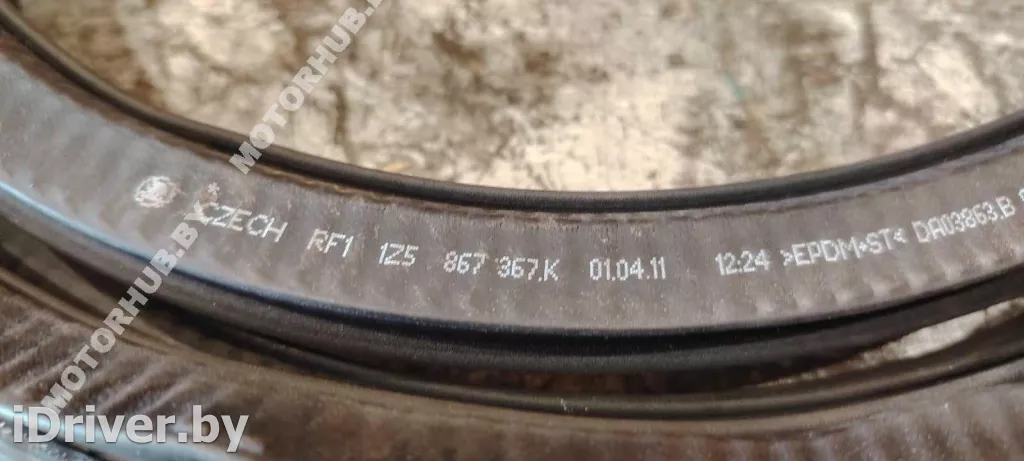 CZECH RF1 1Z5 867 367.K 01.04.11 12:24 >EPDM+ST< DA03863.B
MOTORHUB.BY
MOTORHUB.BY
iDriver.by